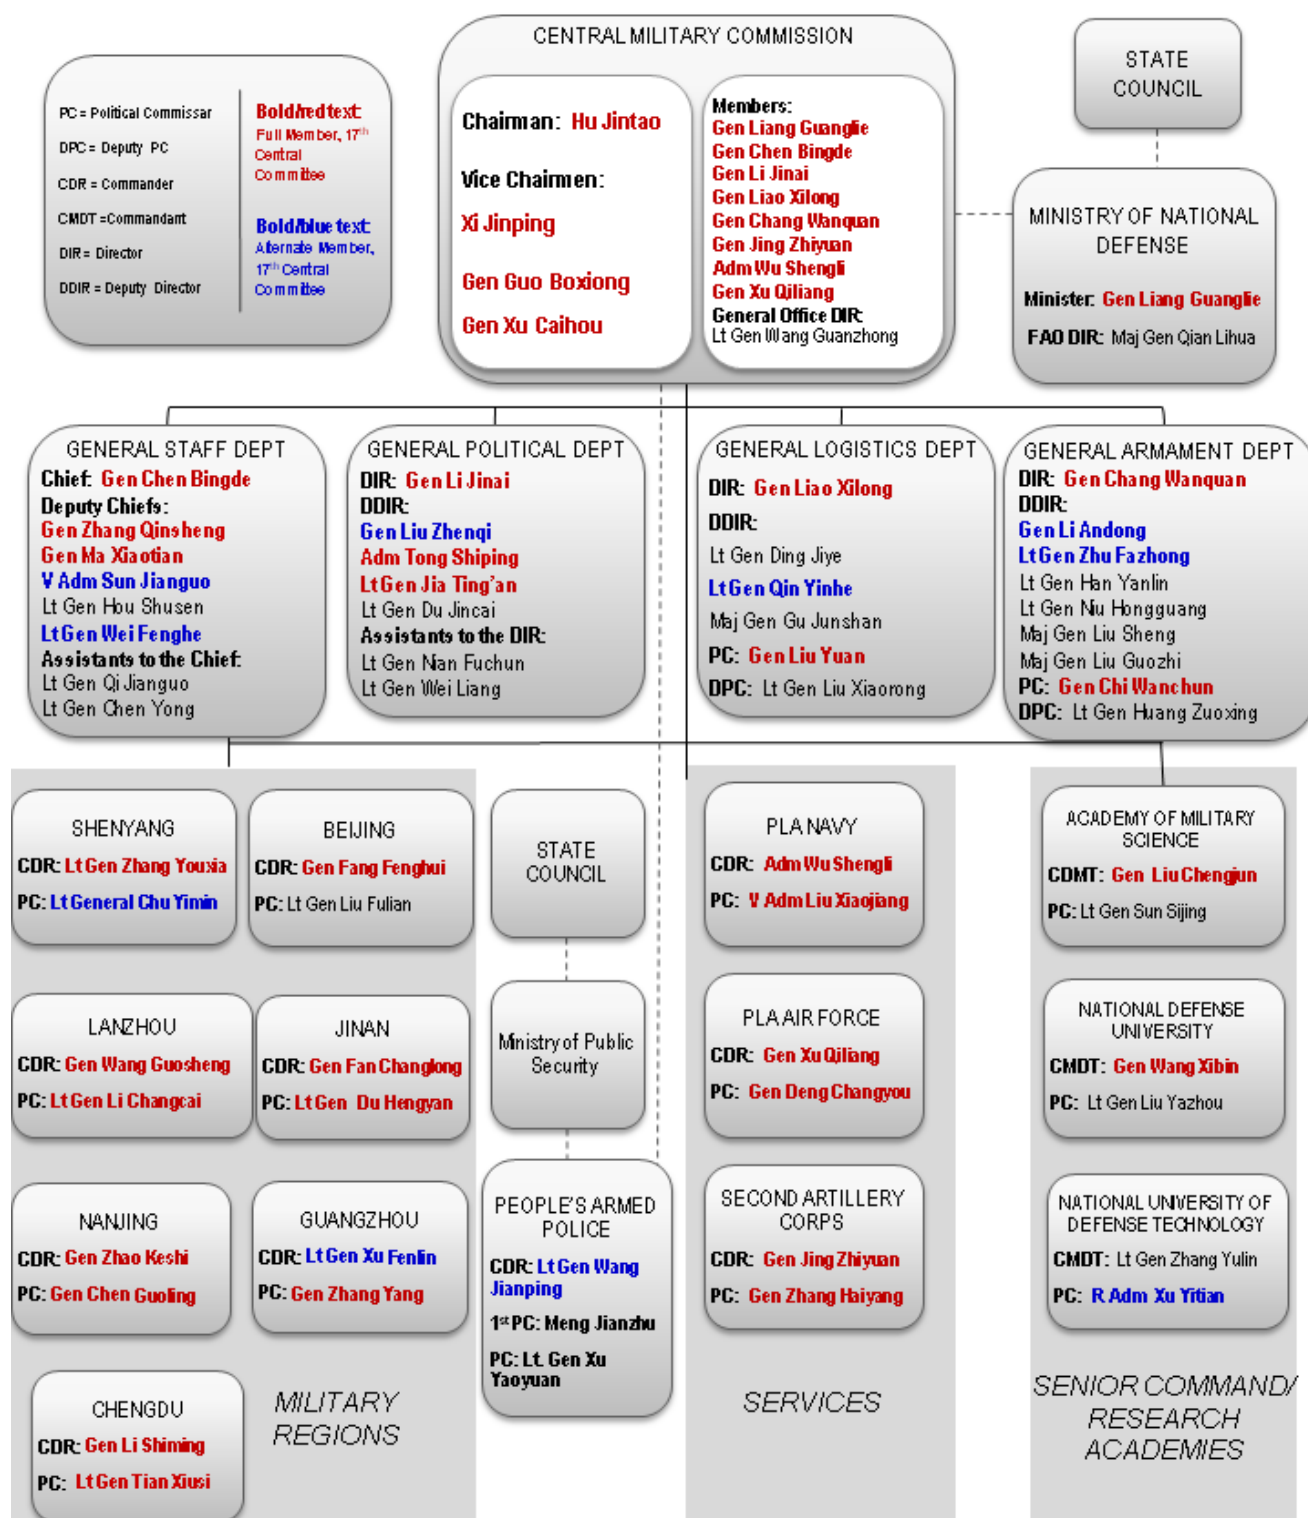 PC = Political Commissar
DPC = Deputy PC
CDR = Commander
CMDT =Commandant
DIR = Director
DDIR = Deputy Director
Bold/red text:
Full Member, 17th
Central
Committee
Bold/blue text:
Alternate Member,
17th Central
Committee
CENTRAL MILITARY COMMISSION
Chairman: Hu Jintao
Vice Chairmen:
Xi Jinping
Gen Guo Boxiong
Gen Xu Caihou
Members:
Gen Liang Guanglie
Gen Chen Bingde
Gen Li Jinai
Gen Liao Xilong
Gen Chang Wanquan
Gen Jing Zhiyuan
Adm Wu Shengli
Gen Xu Qiliang
General Office DIR:
Lt Gen Wang Guanzhong
STATE
COUNCIL
MINISTRY OF NATIONAL
DEFENSE
Minister: Gen Liang Guanglie
FAO DIR: Maj Gen Qian Lihua
GENERAL STAFF DEPT
Chief: Gen Chen Bingde
Deputy Chiefs:
Gen Zhang Qinsheng
Gen Ma Xiaotian
V Adm Sun Jianguo
Lt Gen Hou Shusen
Lt Gen Wei Fenghe
Assistants to the Chief:
Lt Gen Qi Jianguo
Lt Gen Chen Yong
GENERAL POLITICAL DEPT
DIR: Gen Li Jinai
DDIR:
Gen Liu Zhenqi
Adm Tong Shiping
Lt Gen Jia Ting'an
Lt Gen Du Jincai
Assistants to the DIR:
Lt Gen Nian Fuchun
Lt Gen Wei Liang
GENERAL LOGISTICS DEPT
DIR: Gen Liao Xilong
DDIR:
Lt Gen Ding Jiye
Lt Gen Qin Yinhe
Maj Gen Gu Junshan
PC: Gen Liu Yuan
DPC: Lt Gen Liu Xiaorong
GENERAL ARMAMENT DEPT
DIR: Gen Chang Wanquan
DDIR:
Gen Li Andong
Lt Gen Zhu Fazhong
Lt Gen Han Yanlin
Lt Gen Niu Hongguang
Maj Gen Liu Sheng
Maj Gen Liu Guozhi
PC: Gen Chi Wanchun
DPC: Lt Gen Huang Zuoxing
SHENYANG
CDR: Lt Gen Zhang Youxia
PC: Lt General Chu Yimin
BEIJING
CDR: Gen Fang Fenghui
PC: Lt Gen Liu Fulian
LANZHOU
CDR: Gen Wang Guosheng
PC: Lt Gen Li Changcai
JINAN
CDR: Gen Fan Changlong
PC: Lt Gen Du Hengyan
NANJING
CDR: Gen Zhao Keshi
PC: Gen Chen Guoling
GUANGZHOU
CDR: Lt Gen Xu Fenlin
PC: Gen Zhang Yang
CHENGDU
CDR: Gen Li Shiming
PC: Lt Gen Tian Xiusi
MILITARY
REGIONS
STATE
COUNCIL
Ministry of Public
Security
PEOPLE'S ARMED
POLICE
CDR: Lt Gen Wang
Jianping
1st PC: Meng Jianzhu
PC: Lt. Gen Xu
Yaoyuan
PLA NAVY
CDR: Adm Wu Shengli
PC: V Adm Liu Xiaojiang
PLA AIR FORCE
CDR: Gen Xu Qiliang
PC: Gen Deng Changyou
SECOND ARTILLERY
CORPS
CDR: Gen Jing Zhiyuan
PC: Gen Zhang Haiyang
SERVICES
ACADEMY OF MILITARY
SCIENCE
CDMT: Gen Liu Chengjun
PC: Lt Gen Sun Sijing
NATIONAL DEFENSE
UNIVERSITY
CMDT: Gen Wang Xibin
PC: Lt Gen Liu Yazhou
NATIONAL UNIVERSITY OF
DEFENSE TECHNOLOGY
CMDT: Lt Gen Zhang Yulin
PC: R Adm Xu Yitian
SENIOR COMMAND/
RESEARCH
ACADEMIES